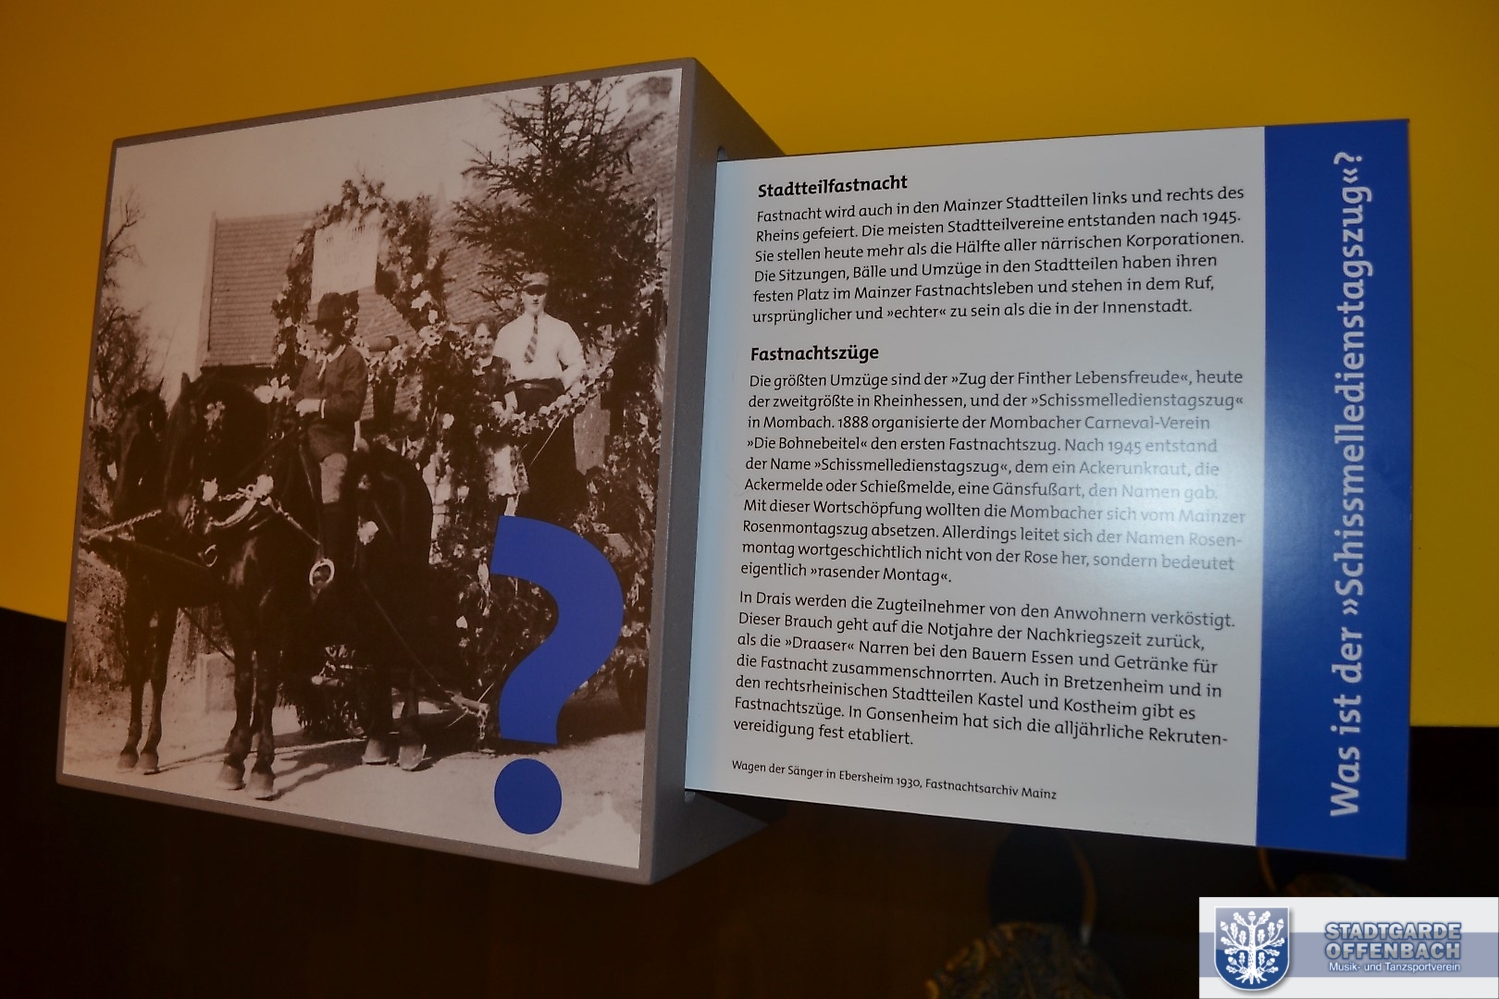 Stadtteilfastnacht
Fastnacht wird auch in den Mainzer Stadtteilen links und rechts des
Rheins gefeiert. Die meisten Stadtteilvereine entstanden nach 1945.
Sie stellen heute mehr als die Hälfte aller närrischen Korporationen.
Die Sitzungen, Bälle und Umzüge in den Stadtteilen haben ihren
festen Platz im Mainzer Fastnachtsleben und stehen in dem Ruf,
ursprünglicher und »echter« zu sein als die in der Innenstadt.
Fastnachtszüge
Die größten Umzüge sind der »Zug der Finther Lebensfreude«, heute
der zweitgrößte in Rheinhessen, und der »Schissmelledienstagszug«
in Mombach. 1888 organisierte der Mombacher Carneval-Verein
»Die Bohnebeitel« den ersten Fastnachtszug. Nach 1945 entstand
der Name »Schissmelledienstagszug«, dem ein Ackerunkraut, die
Ackermelde oder Schießmelde, eine Gänsfußart, den Namen gab.
Mit dieser Wortschöpfung wollten die Mombacher sich vom Mainzer
Rosenmontagszug absetzen. Allerdings leitet sich der Namen Rosen-
montag wortgeschichtlich nicht von der Rose her, sondern bedeutet
eigentlich »rasender Montag«.
In Drais werden die Zugteilnehmer von den Anwohnern verköstigt.
Dieser Brauch geht auf die Notjahre der Nachkriegszeit zurück,
als die »Draaser« Narren bei den Bauern Essen und Getränke für
die Fastnacht zusammenschnorrten. Auch in Bretzenheim und in
den rechtsrheinischen Stadtteilen Kastel und Kostheim gibt es
Fastnachtszüge. In Gonsenheim hat sich die alljährliche Rekruten-
vereidigung fest etabliert.
Wagen der Sänger in Ebersheim 1930, Fastnachtsarchiv Mainz
Was ist der »Schissmelledienstagszug«?
?
STADTGARDE
OFFENBACH
Musik- und Tanzsportverein